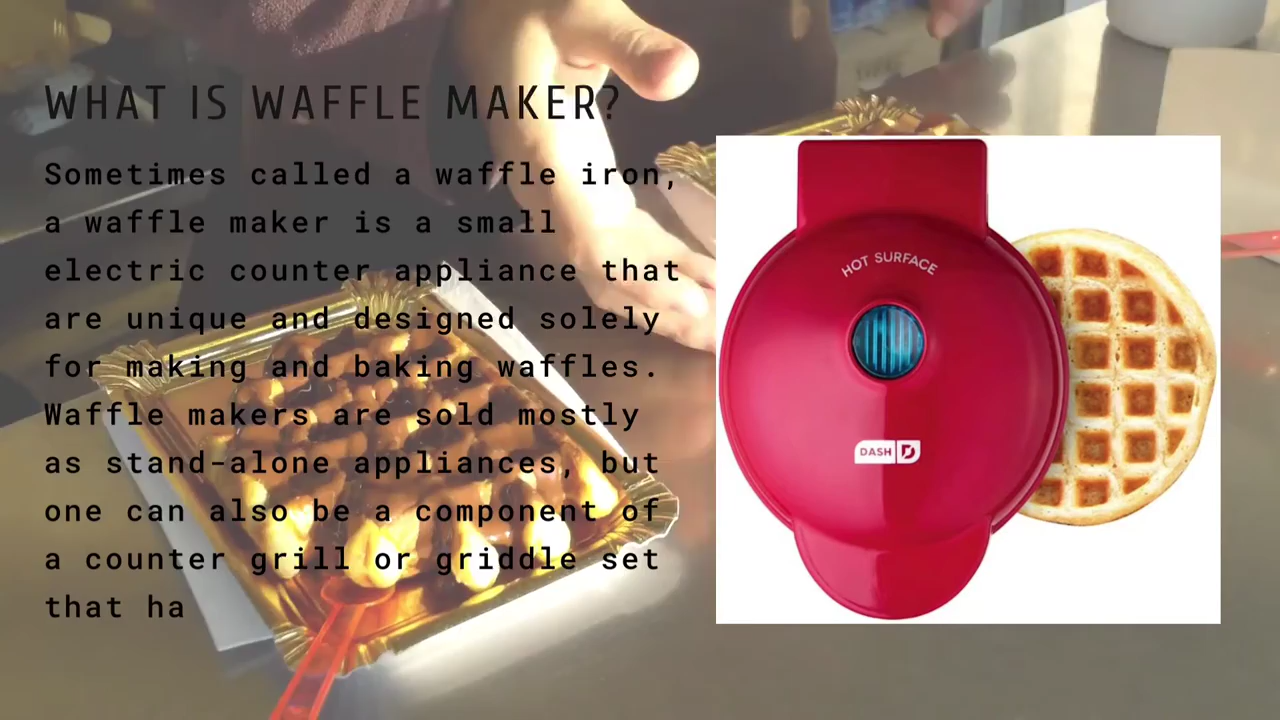 WHAT IS WAFFLE MAKER?
Sometimes called a waffle iron,
a waffle maker is a small
electric counter appliance that
are unique and designed solely
for making and baking waffles.
Waffle makers are sold mostly
as stand-alone appliances, but
one can also be a component of
a counter grill or griddle set
that ha
HOT SURFACE
DASH D